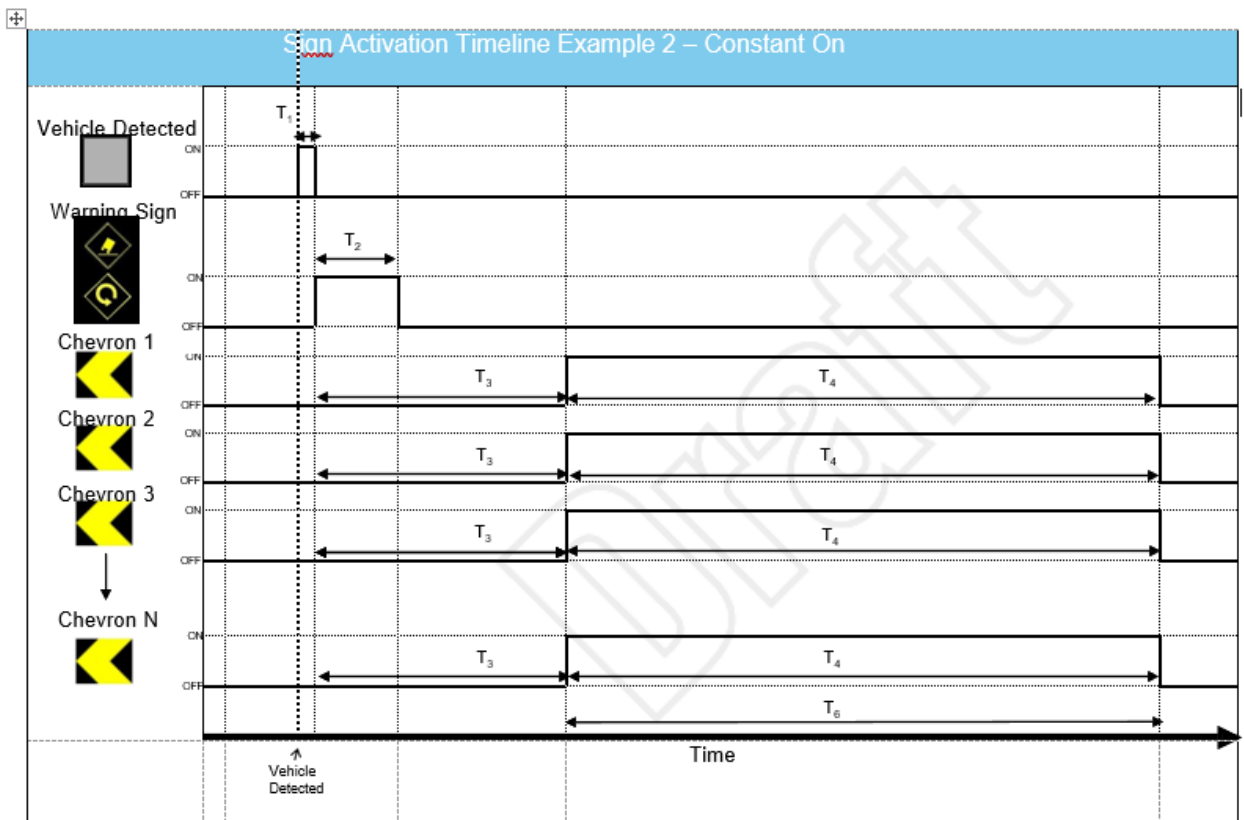 Sign Activation Timeline Example 2 – Constant On
T1
Vehicle Detected
ON
OFF
Warning Sign
T2
ON
OFF
Chevron 1
ON
T3
T4
OFF
Chevron 2
ON
T3
T4
OFF
Chevron 3
ON
T3
T4
OFF
Chevron N
ON
T3
T4
OFF
T6
Time
Vehicle
Detected
Draft